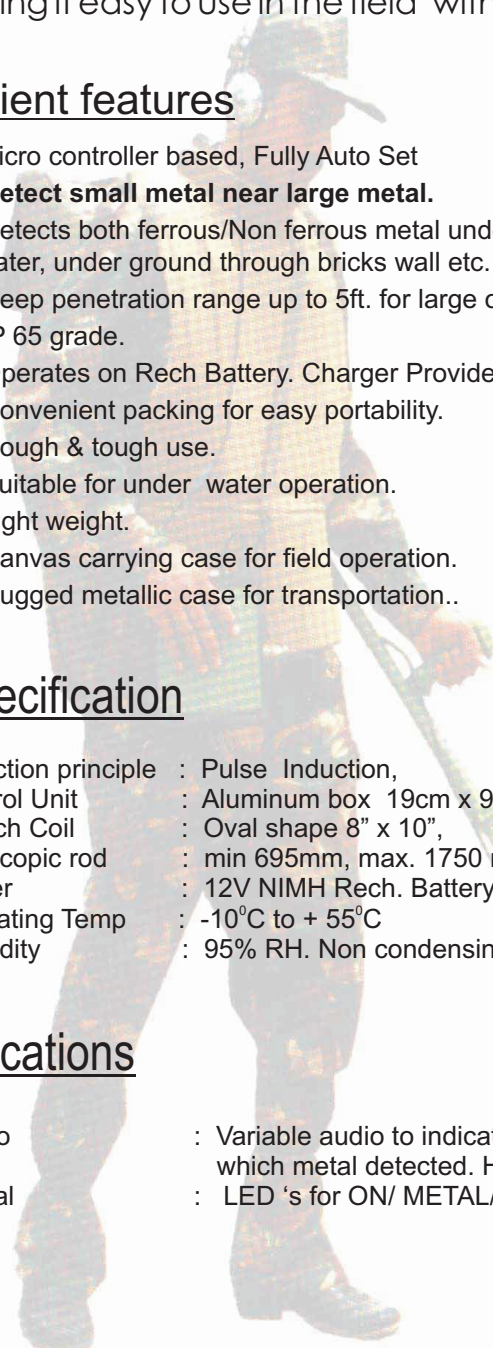 ing it easy to use in the field with
ient features
icro controller based, Fully Auto Set
etect small metal near large metal.
etects both ferrous/Non ferrous metal und
ater, under ground through bricks wall etc.
eep penetration range up to 5ft. for large o
P 65 grade.
perates on Rech Battery. Charger Provide
onvenient packing for easy portability.
ough & tough use.
uitable for under water operation.
ght weight.
anvas carrying case for field operation.
ugged metallic case for transportation..
ecification
ction principle : Pulse Induction,
rol Unit : Aluminum box 19cm x 9
ch Coil : Oval shape 8” x 10”,
copic rod : min 695mm, max. 1750
er : 12V NIMH Rech. Battery
ating Temp : -10⁰C to + 55⁰C
dity : 95% RH. Non condensin
cations
o : Variable audio to indicat
which metal detected. H
al : LED ‘s for ON/ METAL/